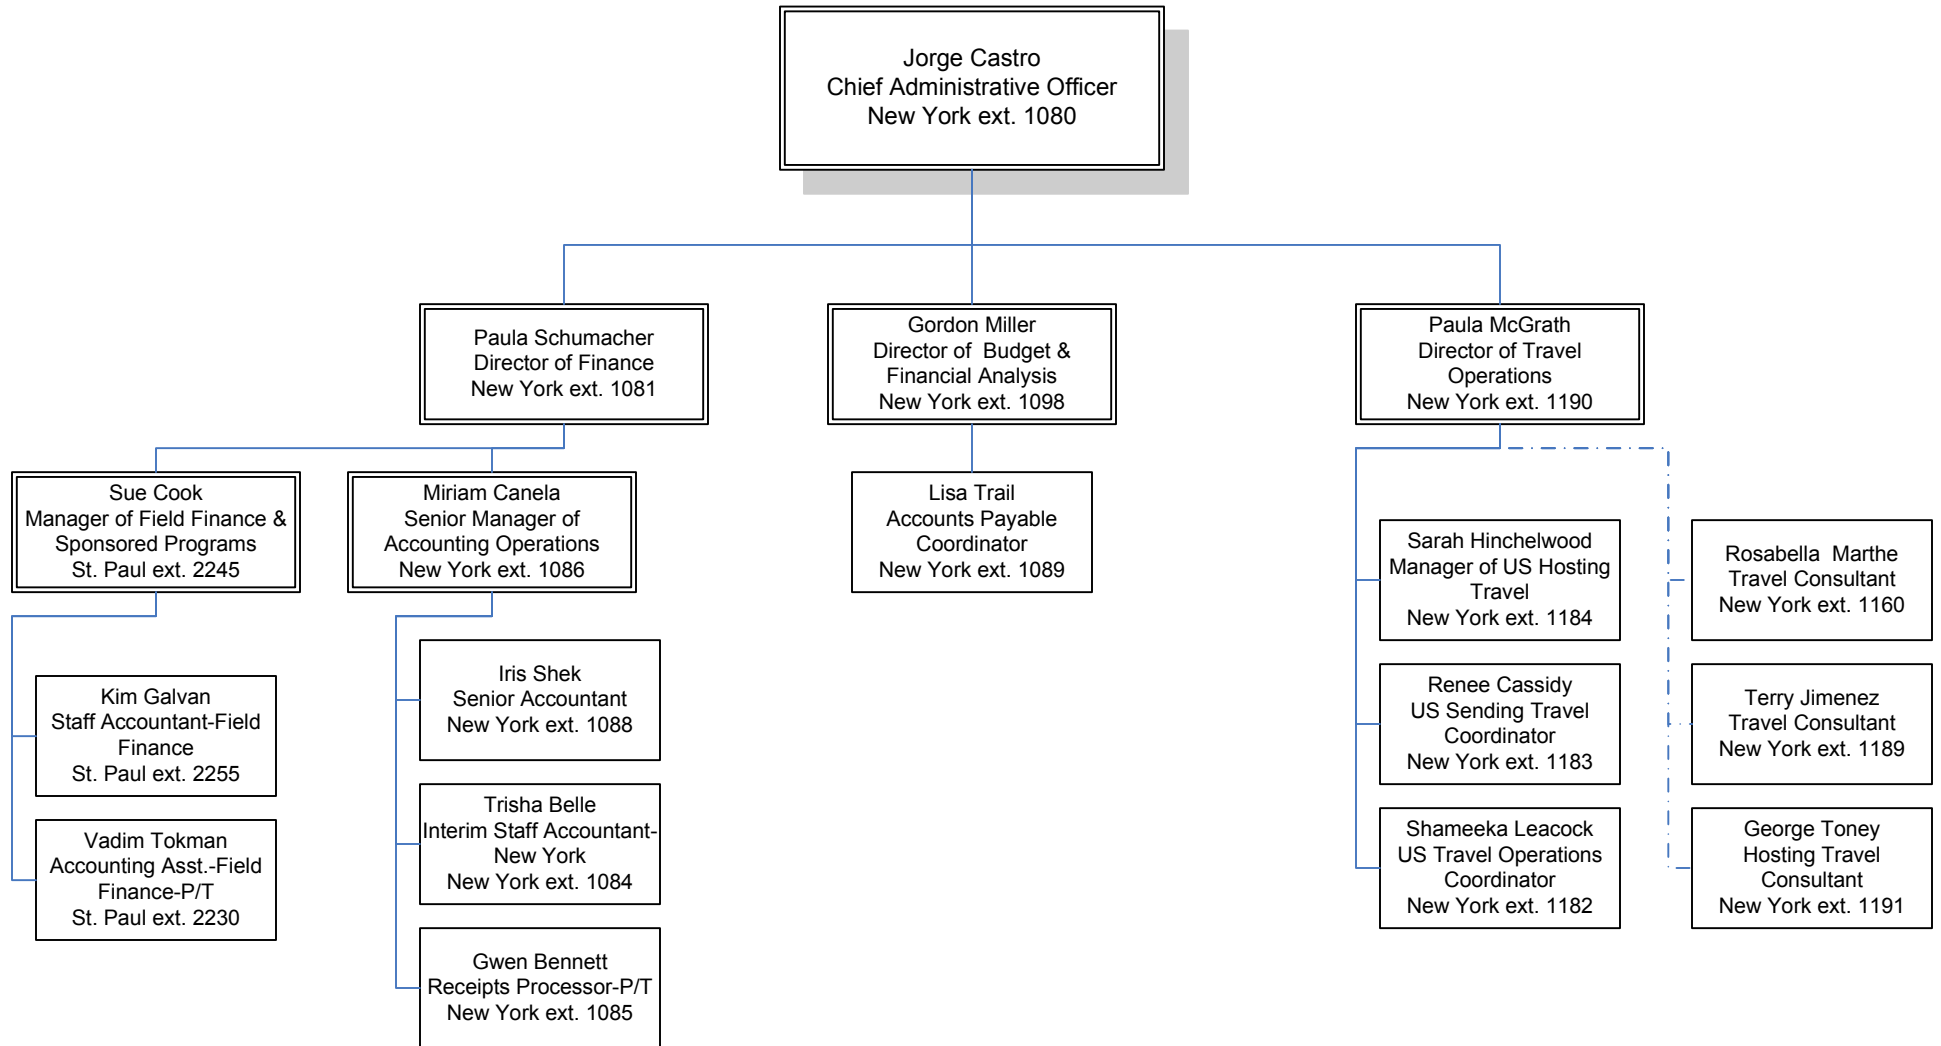 Jorge Castro
Chief Administrative Officer
New York ext. 1080
Paula Schumacher
Director of Finance
New York ext. 1081
Gordon Miller
Director of  Budget &
Financial Analysis
New York ext. 1098
Paula McGrath
Director of Travel
Operations
New York ext. 1190
Sue Cook
Manager of Field Finance &
Sponsored Programs
St. Paul ext. 2245
Miriam Canela
Senior Manager of
Accounting Operations
New York ext. 1086
Lisa Trail
Accounts Payable
Coordinator
New York ext. 1089
Sarah Hinchelwood
Manager of US Hosting
Travel
New York ext. 1184
Rosabella  Marthe
Travel Consultant
New York ext. 1160
Kim Galvan
Staff Accountant-Field
Finance
St. Paul ext. 2255
Iris Shek
Senior Accountant
New York ext. 1088
Renee Cassidy
US Sending Travel
Coordinator
New York ext. 1183
Terry Jimenez
Travel Consultant
New York ext. 1189
Vadim Tokman
Accounting Asst.-Field
Finance-P/T
St. Paul ext. 2230
Trisha Belle
Interim Staff Accountant-
New York
New York ext. 1084
Shameeka Leacock
US Travel Operations
Coordinator
New York ext. 1182
George Toney
Hosting Travel
Consultant
New York ext. 1191
Gwen Bennett
Receipts Processor-P/T
New York ext. 1085